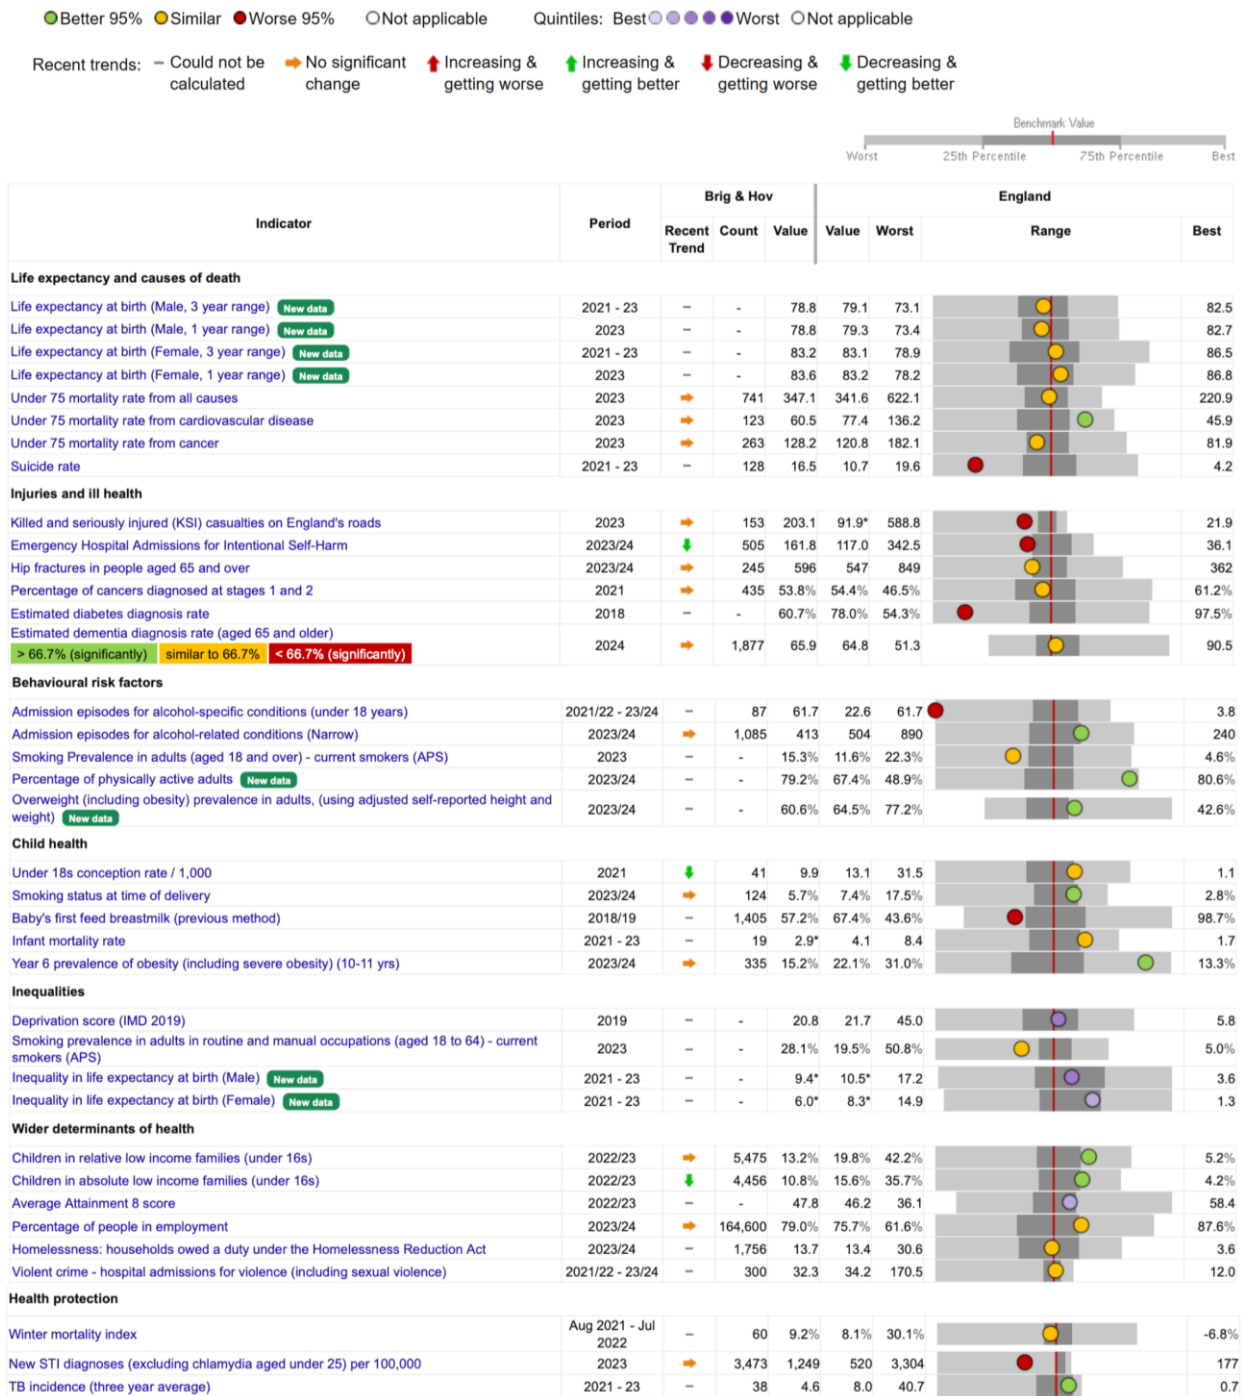 Better 95% Similar Worse 95% Not applicable Quintiles: Best Worst Not applicable
Recent trends: – Could not be calculated No significant change Increasing & getting worse Increasing & getting better Decreasing & getting worse Decreasing & getting better
Benchmark Value
Worst 25th Percentile 75th Percentile Best
Brig & Hov England
Indicator Period Recent Trend Count Value Value Worst Range Best
Life expectancy and causes of death
Life expectancy at birth (Male, 3 year range) New data 2021 - 23 – - 78.8 79.1 73.1 82.5
Life expectancy at birth (Male, 1 year range) New data 2023 – - 78.8 79.3 73.4 82.7
Life expectancy at birth (Female, 3 year range) New data 2021 - 23 – - 83.2 83.1 78.9 86.5
Life expectancy at birth (Female, 1 year range) New data 2023 – - 83.6 83.2 78.2 86.8
Under 75 mortality rate from all causes 2023 741 347.1 341.6 622.1 220.9
Under 75 mortality rate from cardiovascular disease 2023 123 60.5 77.4 136.2 45.9
Under 75 mortality rate from cancer 2023 263 128.2 120.8 182.1 81.9
Suicide rate 2021 - 23 – 128 16.5 10.7 19.6 4.2
Injuries and ill health
Killed and seriously injured (KSI) casualties on England's roads 2023 153 203.1 91.9* 588.8 21.9
Emergency Hospital Admissions for Intentional Self-Harm 2023/24 505 161.8 117.0 342.5 36.1
Hip fractures in people aged 65 and over 2023/24 245 596 547 849 362
Percentage of cancers diagnosed at stages 1 and 2 2021 435 53.8% 54.4% 46.5% 61.2%
Estimated diabetes diagnosis rate 2018 – - 60.7% 78.0% 54.3% 97.5%
Estimated dementia diagnosis rate (aged 65 and older)
> 66.7% (significantly) similar to 66.7% < 66.7% (significantly) 2024 1,877 65.9 64.8 51.3 90.5
Behavioural risk factors
Admission episodes for alcohol-specific conditions (under 18 years) 2021/22 - 23/24 – 87 61.7 22.6 61.7 3.8
Admission episodes for alcohol-related conditions (Narrow) 2023/24 1,085 413 504 890 240
Smoking Prevalence in adults (aged 18 and over) - current smokers (APS) 2023 – - 15.3% 11.6% 22.3% 4.6%
Percentage of physically active adults New data 2023/24 – - 79.2% 67.4% 48.9% 80.6%
Overweight (including obesity) prevalence in adults, (using adjusted self-reported height and
weight) New data 2023/24 – - 60.6% 64.5% 77.2% 42.6%
Child health
Under 18s conception rate / 1,000 2021 41 9.9 13.1 31.5 1.1
Smoking status at time of delivery 2023/24 124 5.7% 7.4% 17.5% 2.8%
Baby's first feed breastmilk (previous method) 2018/19 – 1,405 57.2% 67.4% 43.6% 98.7%
Infant mortality rate 2021 - 23 – 19 2.9* 4.1 8.4 1.7
Year 6 prevalence of obesity (including severe obesity) (10-11 yrs) 2023/24 335 15.2% 22.1% 31.0% 13.3%
Inequalities
Deprivation score (IMD 2019) 2019 – - 20.8 21.7 45.0 5.8
Smoking prevalence in adults in routine and manual occupations (aged 18 to 64) - current
smokers (APS) 2023 – - 28.1% 19.5% 50.8% 5.0%
Inequality in life expectancy at birth (Male) New data 2021 - 23 – - 9.4* 10.5* 17.2 3.6
Inequality in life expectancy at birth (Female) New data 2021 - 23 – - 6.0* 8.3* 14.9 1.3
Wider determinants of health
Children in relative low income families (under 16s) 2022/23 5,475 13.2% 19.8% 42.2% 5.2%
Children in absolute low income families (under 16s) 2022/23 4,456 10.8% 15.6% 35.7% 4.2%
Average Attainment 8 score 2022/23 – - 47.8 46.2 36.1 58.4
Percentage of people in employment 2023/24 164,600 79.0% 75.7% 61.6% 87.6%
Homelessness: households owed a duty under the Homelessness Reduction Act 2023/24 – 1,756 13.7 13.4 30.6 3.6
Violent crime - hospital admissions for violence (including sexual violence) 2021/22 - 23/24 – 300 32.3 34.2 170.5 12.0
Health protection
Winter mortality index Aug 2021 - Jul 2022 – 60 9.2% 8.1% 30.1% -6.8%
New STI diagnoses (excluding chlamydia aged under 25) per 100,000 2023 3,473 1,249 520 3,304 177
TB incidence (three year average) 2021 - 23 – 38 4.6 8.0 40.7 0.7